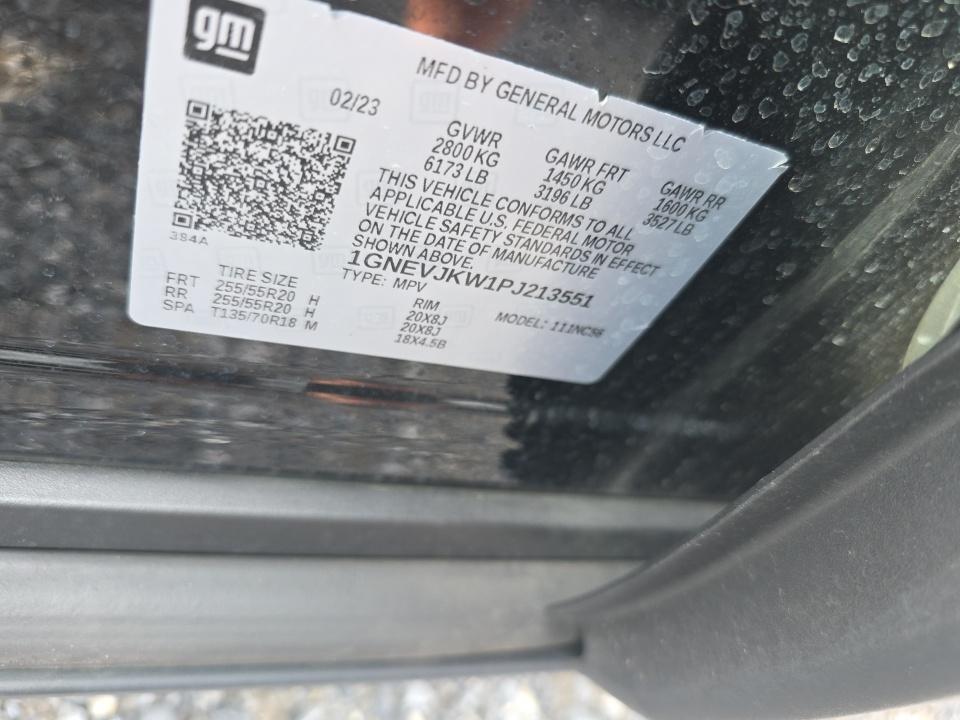 gm
MFD BY GENERAL MOTORS LLC
02/23
GVWR
2800 KG
6173 LB
GAWR FRT
1450 KG
3196 LB
GAWR RR
1600 KG
3527 LB
THIS VEHICLE CONFORMS TO ALL
APPLICABLE U.S. FEDERAL MOTOR
VEHICLE SAFETY STANDARDS IN EFFECT
ON THE DATE OF MANUFACTURE
SHOWN ABOVE.
1GNEVJKW1PJ213551
TYPE: MPV
MODEL: 111NC56
384A
TIRE SIZE
RIM
FRT 255/55R20 H 20X8J
RR 255/55R20 H 20X8J
SPA T135/70R18 M 18X4.5B